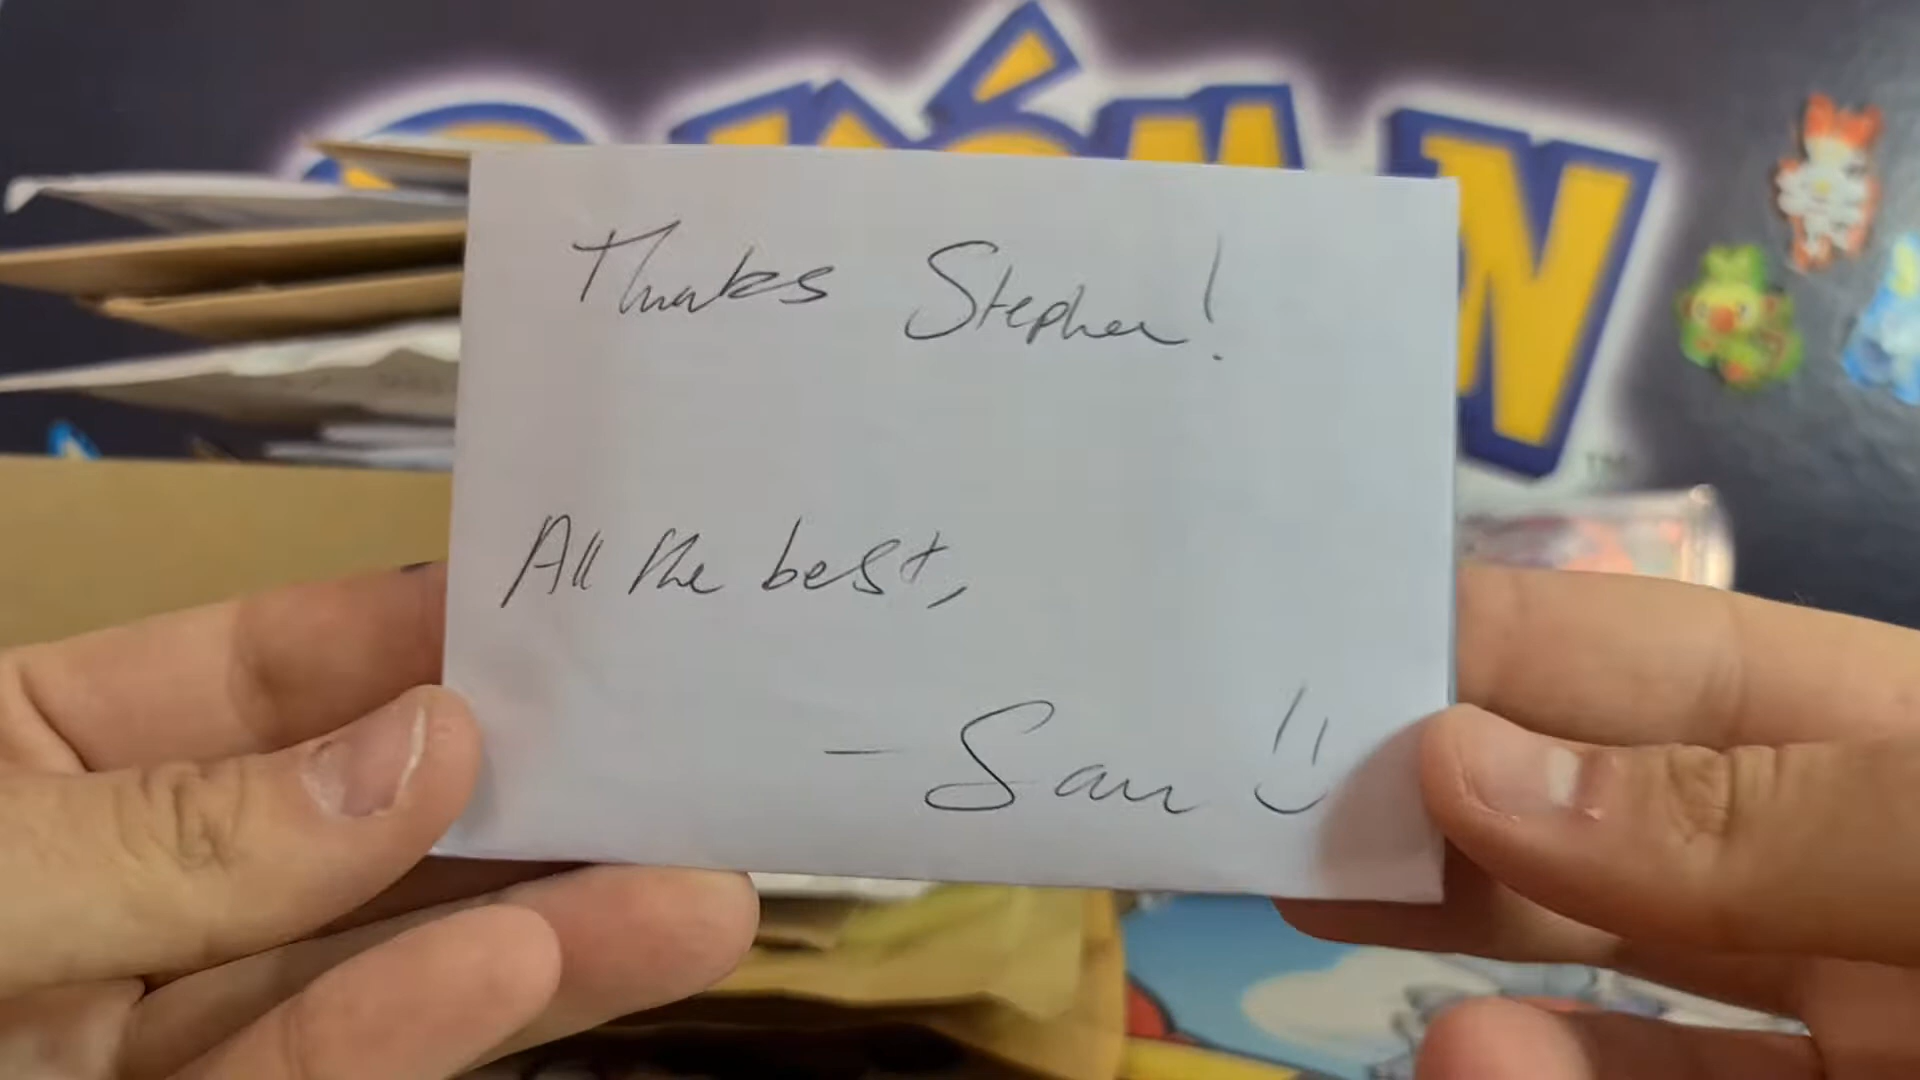 Thanks Stephen!
All the best,
- Sam :)